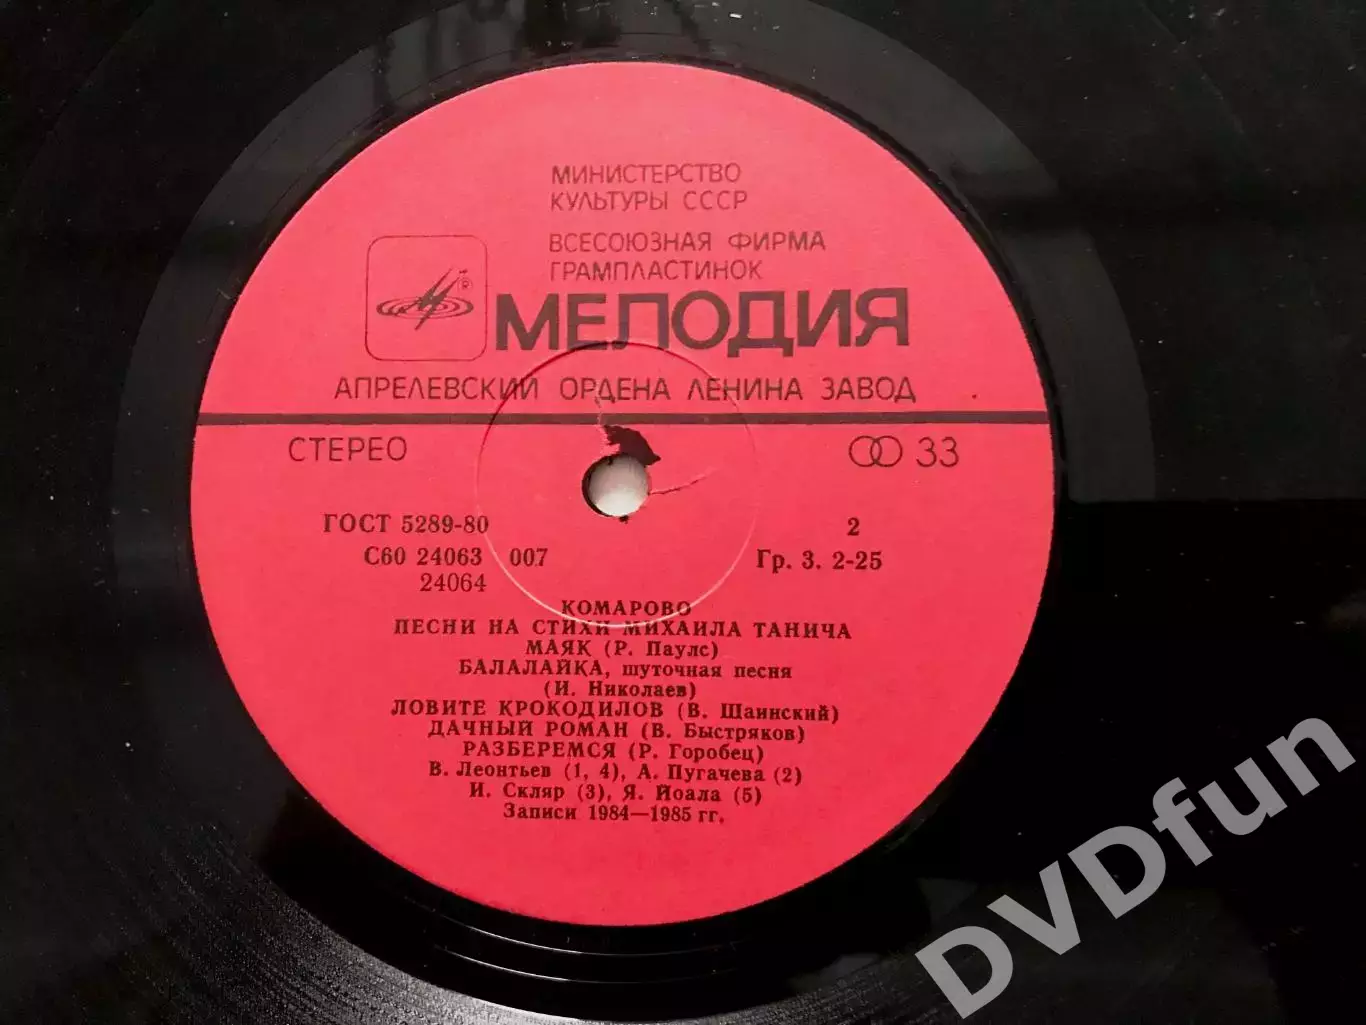 МИНИСТЕРСТВО
КУЛЬТУРЫ СССР
ВСЕСОЮЗНАЯ ФИРМА
ГРАМПЛАСТИНОК
МЕЛОДИЯ
АПРЕЛЕВСКИЙ ОРДЕНА ЛЕНИНА ЗАВОД
СТЕРЕО
33
ГОСТ 5289-80
2
С60 24063 007
Гр. 3. 2-25
24064
КОМАРОВО
ПЕСНИ НА СТИХИ МИХАИЛА ТАНИЧА
МАЯК (Р. Паулс)
БАЛАЛАЙКА, шуточная песня
(И. Николаев)
ЛОВИТЕ КРОКОДИЛОВ (В. Шаинский)
ДАЧНЫЙ РОМАН (В. Быстряков)
РАЗБЕРЕМСЯ (Р. Горобец)
В. Леонтьев (1, 4), А. Пугачева (2)
И. Скляр (3), Я. Йоала (5)
Записи 1984—1985 гг.
DVDfun